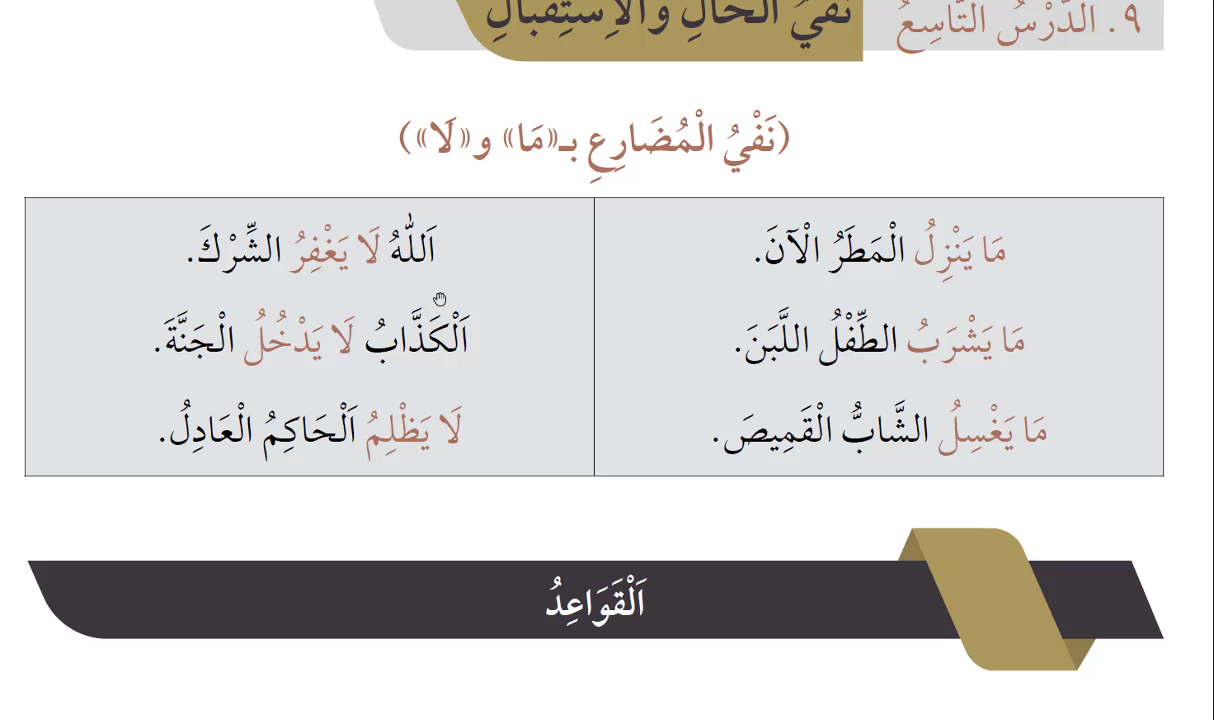 ٩. الدَّرْسُ التَّاسِعُ
نَفْيُ الْحَالِ وَالْاِسْتِقْبَالِ
(نَفْيُ الْمُضَارِعِ بـ«مَا» و«لَا»)
مَا يَنْزِلُ الْمَطَرُ الْآنَ.
مَا يَشْرَبُ الطِّفْلُ اللَّبَنَ.
مَا يَغْسِلُ الشَّابُّ الْقَمِيصَ.
اَللّٰهُ لَا يَغْفِرُ الشِّرْكَ.
اَلْكَذَّابُ لَا يَدْخُلُ الْجَنَّةَ.
لَا يَظْلِمُ اَلْحَاكِمُ الْعَادِلُ.
اَلْقَوَاعِدُ